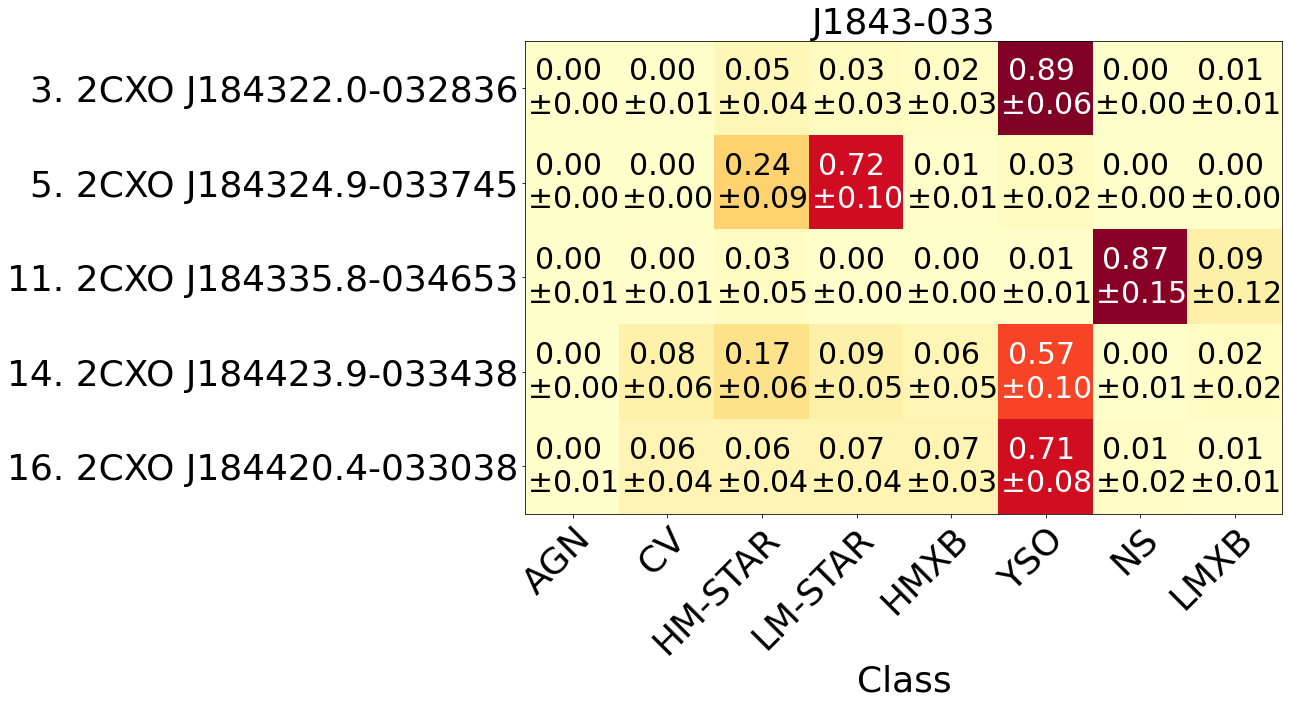 J1843-033
3. 2CXO J184322.0-032836
0.00 0.00 0.05 0.03 0.02 0.89 0.00 0.01
±0.00 ±0.01 ±0.04 ±0.03 ±0.03 ±0.06 ±0.00 ±0.01
5. 2CXO J184324.9-033745
0.00 0.00 0.24 0.72 0.01 0.03 0.00 0.00
±0.00 ±0.00 ±0.09 ±0.10 ±0.01 ±0.02 ±0.00 ±0.00
11. 2CXO J184335.8-034653
0.00 0.00 0.03 0.00 0.00 0.01 0.87 0.09
±0.01 ±0.01 ±0.05 ±0.00 ±0.00 ±0.01 ±0.15 ±0.12
14. 2CXO J184423.9-033438
0.00 0.08 0.17 0.09 0.06 0.57 0.00 0.02
±0.00 ±0.06 ±0.06 ±0.05 ±0.05 ±0.10 ±0.01 ±0.02
16. 2CXO J184420.4-033038
0.00 0.06 0.06 0.07 0.07 0.71 0.01 0.01
±0.01 ±0.04 ±0.04 ±0.04 ±0.03 ±0.08 ±0.02 ±0.01
AGN CV HM-STAR LM-STAR HMXB YSO NS LMXB
Class